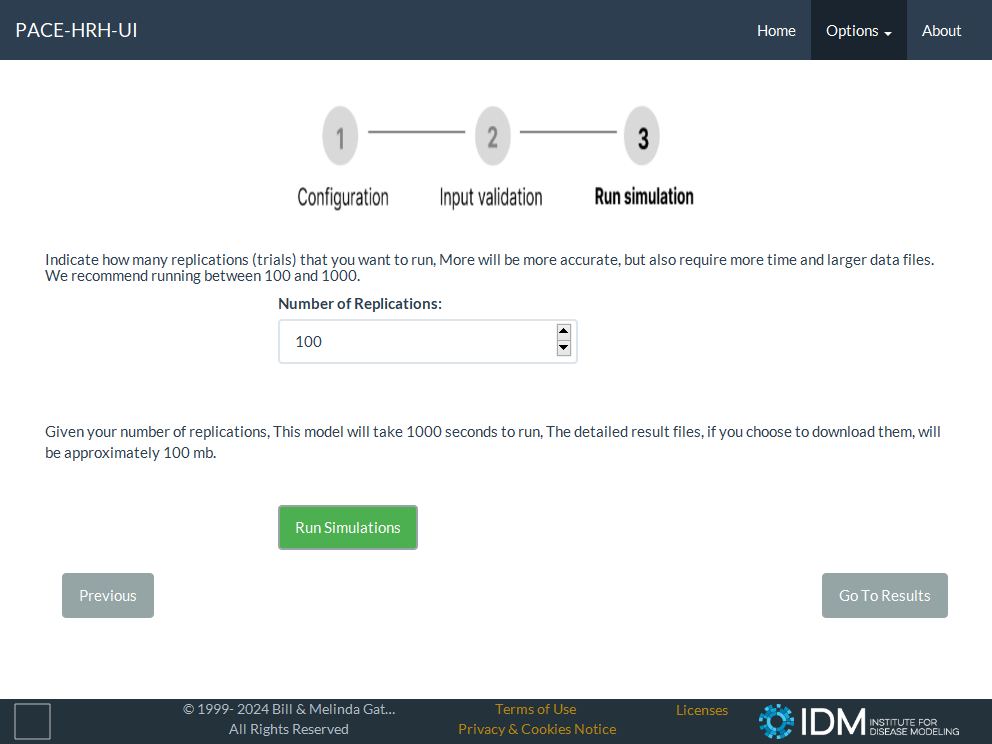 PACE-HRH-UI
Home
Options
About
1
2
3
Configuration
Input validation
Run simulation
Indicate how many replications (trials) that you want to run, More will be more accurate, but also require more time and larger data files.
We recommend running between 100 and 1000.
Number of Replications:
100
Given your number of replications, This model will take 1000 seconds to run, The detailed result files, if you choose to download them, will
be approximately 100 mb.
Run Simulations
Previous
Go To Results
© 1999- 2024 Bill & Melinda Gat...
All Rights Reserved
Terms of Use
Privacy & Cookies Notice
Licenses
IDM
INSTITUTE FOR
DISEASE MODELING